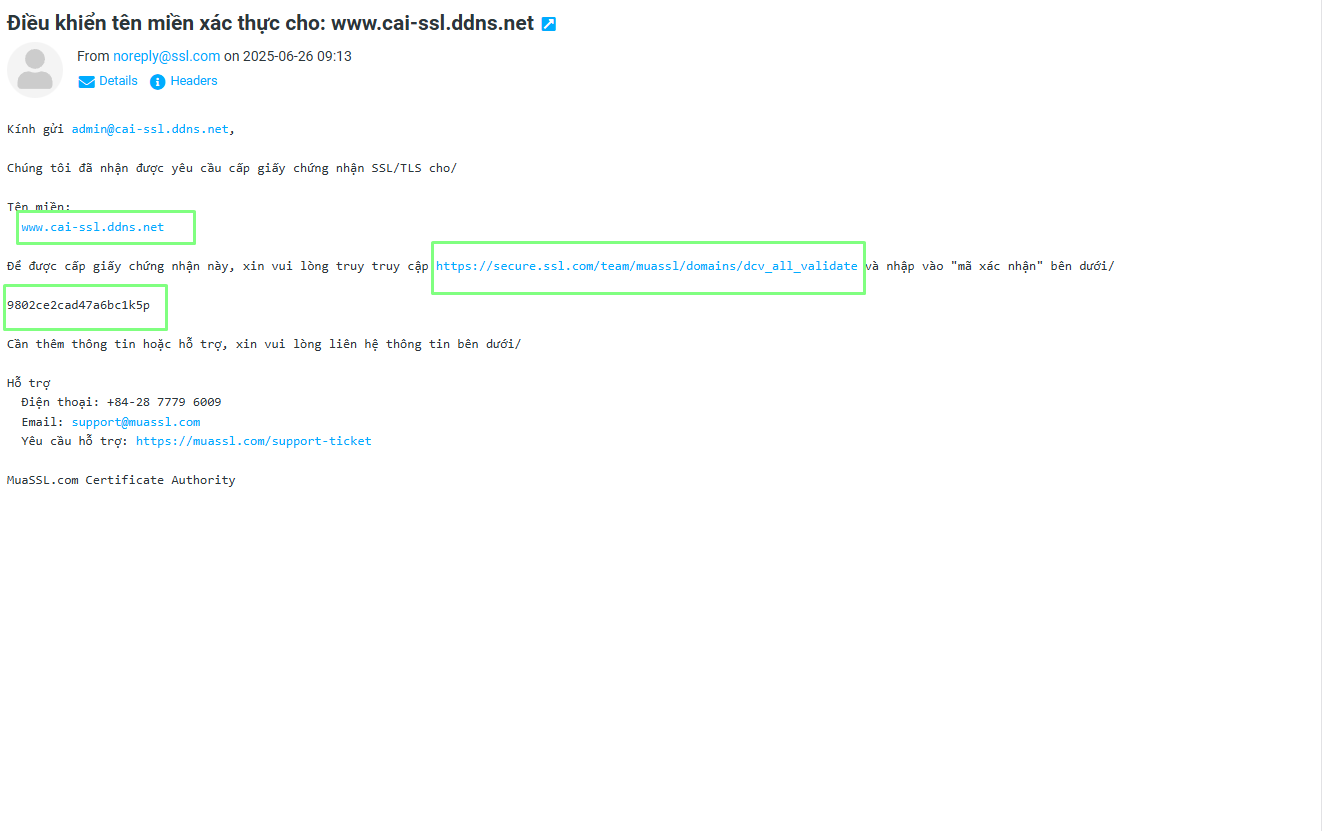 Điều khiển tên miền xác thực cho: www.cai-ssl.ddns.net
From noreply@ssl.com on 2025-06-26 09:13
Details Headers
Kính gửi admin@cai-ssl.ddns.net,
Chúng tôi đã nhận được yêu cầu cấp giấy chứng nhận SSL/TLS cho/
Tên miền:
www.cai-ssl.ddns.net
Để được cấp giấy chứng nhận này, xin vui lòng truy truy cập https://secure.ssl.com/team/muassl/domains/dcv_all_validate và nhập vào "mã xác nhận" bên dưới/
9802ce2cad47a6bc1k5p
Cần thêm thông tin hoặc hỗ trợ, xin vui lòng liên hệ thông tin bên dưới/
Hỗ trợ
Điện thoại: +84-28 7779 6009
Email: support@muassl.com
Yêu cầu hỗ trợ: https://muassl.com/support-ticket
MuaSSL.com Certificate Authority